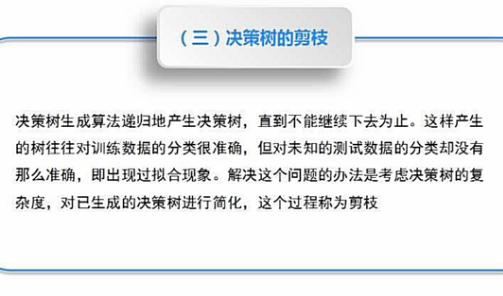 （三）决策树的剪枝
决策树生成算法递归地产生决策树，直到不能继续下去为止。这样产生
的树往往对训练数据的分类很准确，但对未知的测试数据的分类却没有
那么准确，即出现过拟合现象。解决这个问题的办法是考虑决策树的复
杂度，对已生成的决策树进行简化，这个过程称为剪枝